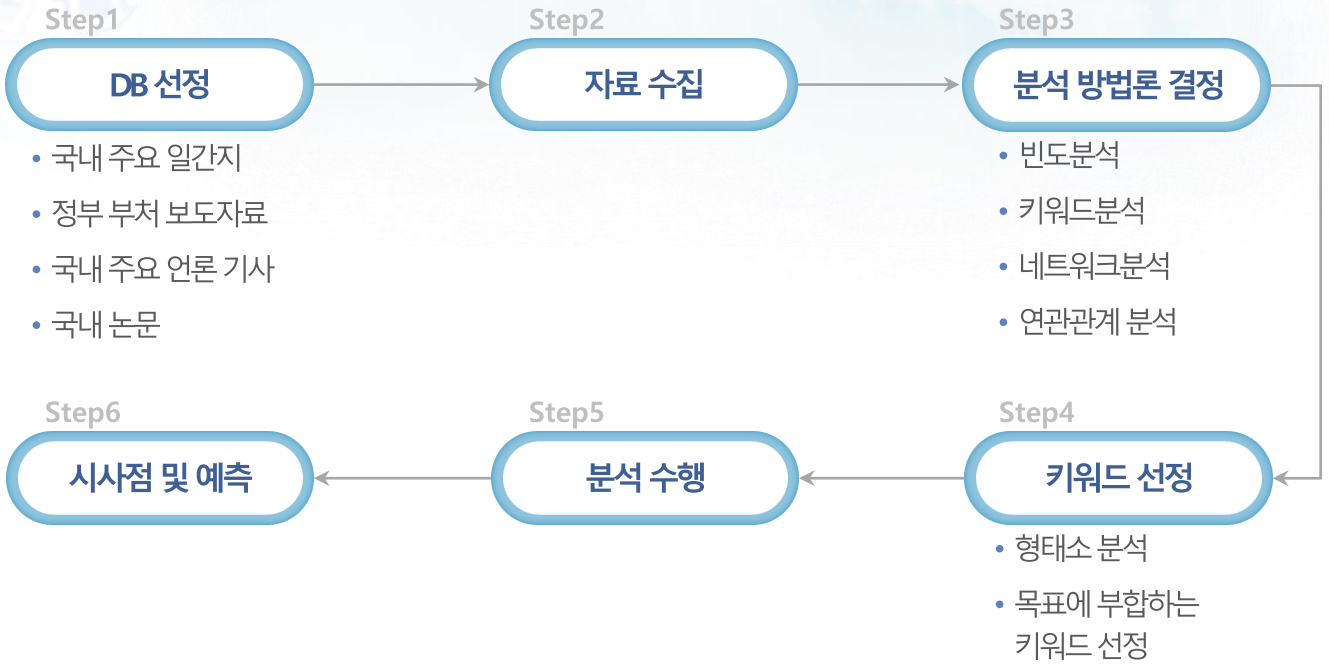 Step1
DB 선정
• 국내 주요 일간지
• 정부 부처 보도자료
• 국내 주요 언론 기사
• 국내 논문
Step2
자료 수집
Step3
분석 방법론 결정
• 빈도분석
• 키워드분석
• 네트워크분석
• 연관관계 분석
Step4
키워드 선정
• 형태소 분석
• 목표에 부합하는
키워드 선정
Step5
분석 수행
Step6
시사점 및 예측